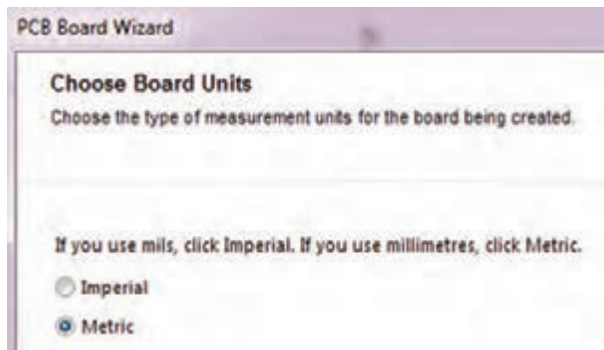 PCB Board Wizard
Choose Board Units
Choose the type of measurement units for the board being created.
If you use mils, click Imperial. If you use millimetres, click Metric.
Imperial
Metric